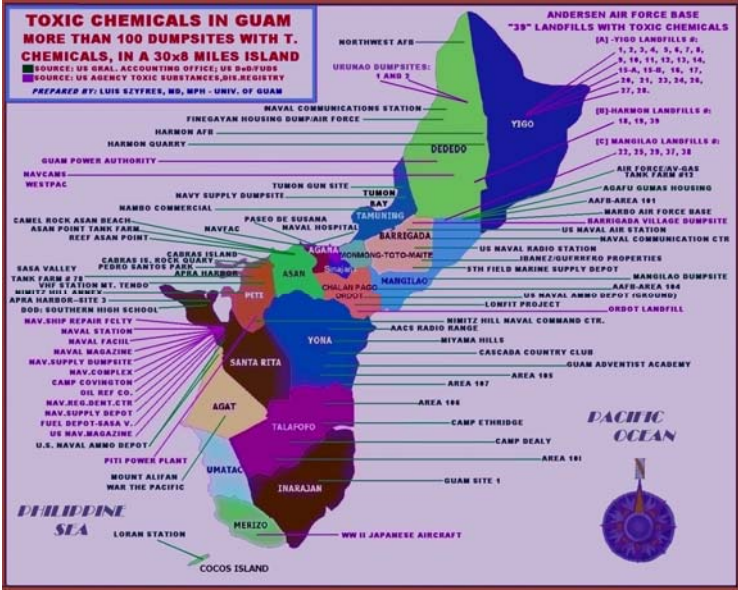 TOXIC CHEMICALS IN GUAM
MORE THAN 100 DUMPSITES WITH T.
CHEMICALS, IN A 30x8 MILES ISLAND
SOURCE: US GRAL. ACCOUNTING OFFICE; US DoD/FUDS
SOURCE: US AGENCY TOXIC SUBSTANCES,DIS.REGISTRY
PREPARED BY: LUIS SZYFRES, MD, MPH - UNIV. OF GUAM
ANDERSEN AIR FORCE BASE
"39" LANDFILLS WITH TOXIC CHEMICALS
[A] -YIGO LANDFILLS #:
1, 2, 3, 4, 5, 6, 7, 8,
9, 10, 11, 12, 13, 14,
15-A, 15-B, 16, 17,
20, 21, 23, 24, 26,
27, 28.
[B]-HARMON LANDFILLS #:
18, 19, 39
[C] MANGILAO LANDFILLS #:
22, 25, 29, 37, 38
NORTHWEST AFB
URUNAO DUMPSITES:
1 AND 2
NAVAL COMMUNICATIONS STATION
FINEGAYAN HOUSING DUMP/AIR FORCE
HARMON AFB
HARMON QUARRY
GUAM POWER AUTHORITY
NAVCAMS
WESTPAC
TUMON GUN SITE
NAVY SUPPLY DUMPSITE
NAMBO COMMERCIAL
PASEO DE SUSANA
CAMEL ROCK ASAN BEACH
NAVFAC
NAVAL HOSPITAL
ASAN POINT TANK FARM
REEF ASAN POINT
CABRAS ISLAND
CABRAS IS. ROCK QUARY
SASA VALLEY
PEDRO SANTOS PARK
TANK FARM #
APRA HARBOR
VHF STATION MT. TENDO
NIMITZ HILL ANNEX
APRA HARBOR-SITE 3
DOD: SOUTHERN HIGH SCHOOL
NAV.SHIP REPAIR FCLTY
NAVAL STATION
NAVAL FACIL
NAVAL MAGAZINE
NAV.SUPPLY DUMPSITE
NAV.COMPLEX
CAMP COVINGTON
OIL REF CO.
NAV.REG.DENT.CTR
NAV.SUPPLY DEPOT
FUEL DEPOT-SASA V.
US NAV.MAGAZINE
U.S. NAVAL AMMO DEPOT
PITI POWER PLANT
MOUNT ALIFAN
WAR THE PACIFIC
PHILIPPINE
SEA
LORAN STATION
COCOS ISLAND
YIGO
DEDEDO
TUMON
BAY
TAMUNING
BARRIGADA
AGANA
MONGMONG-TOTO-MAITE
Sinajana
ASAN
PITI
CHALAN PAGO
ORDOT
MANGILAO
YONA
SANTA RITA
AGAT
TALAFOFO
UMATAC
INARAJAN
MERIZO
AIR FORCE/AV-GAS
TANK FARM #12
AGAFU GUMAS HOUSING
AAFB-AREA 101
MARBO AIR FORCE BASE
BARRIGADA VILLAGE DUMPSITE
US NAVAL AIR STATION
NAVAL COMMUNICATION CTR
US NAVAL RADIO STATION
IBANEZ/GUERRERO PROPERTIES
5TH FIELD MARINE SUPPLY DEPOT
MANGILAO DUMPSITE
AAFB-AREA 104
US NAVAL AMMO DEPOT (GROUND)
LONFIT PROJECT
ORDOT LANDFILL
NIMITZ HILL NAVAL COMMAND CTR.
AACS RADIO RANGE
MIYAMA HILLS
CASCADA COUNTRY CLUB
GUAM ADVENTIST ACADEMY
AREA 105
AREA 107
AREA 106
CAMP ETHRIDGE
CAMP DEALY
AREA 101
GUAM SITE 1
WW II JAPANESE AIRCRAFT
PACIFIC
OCEAN
N